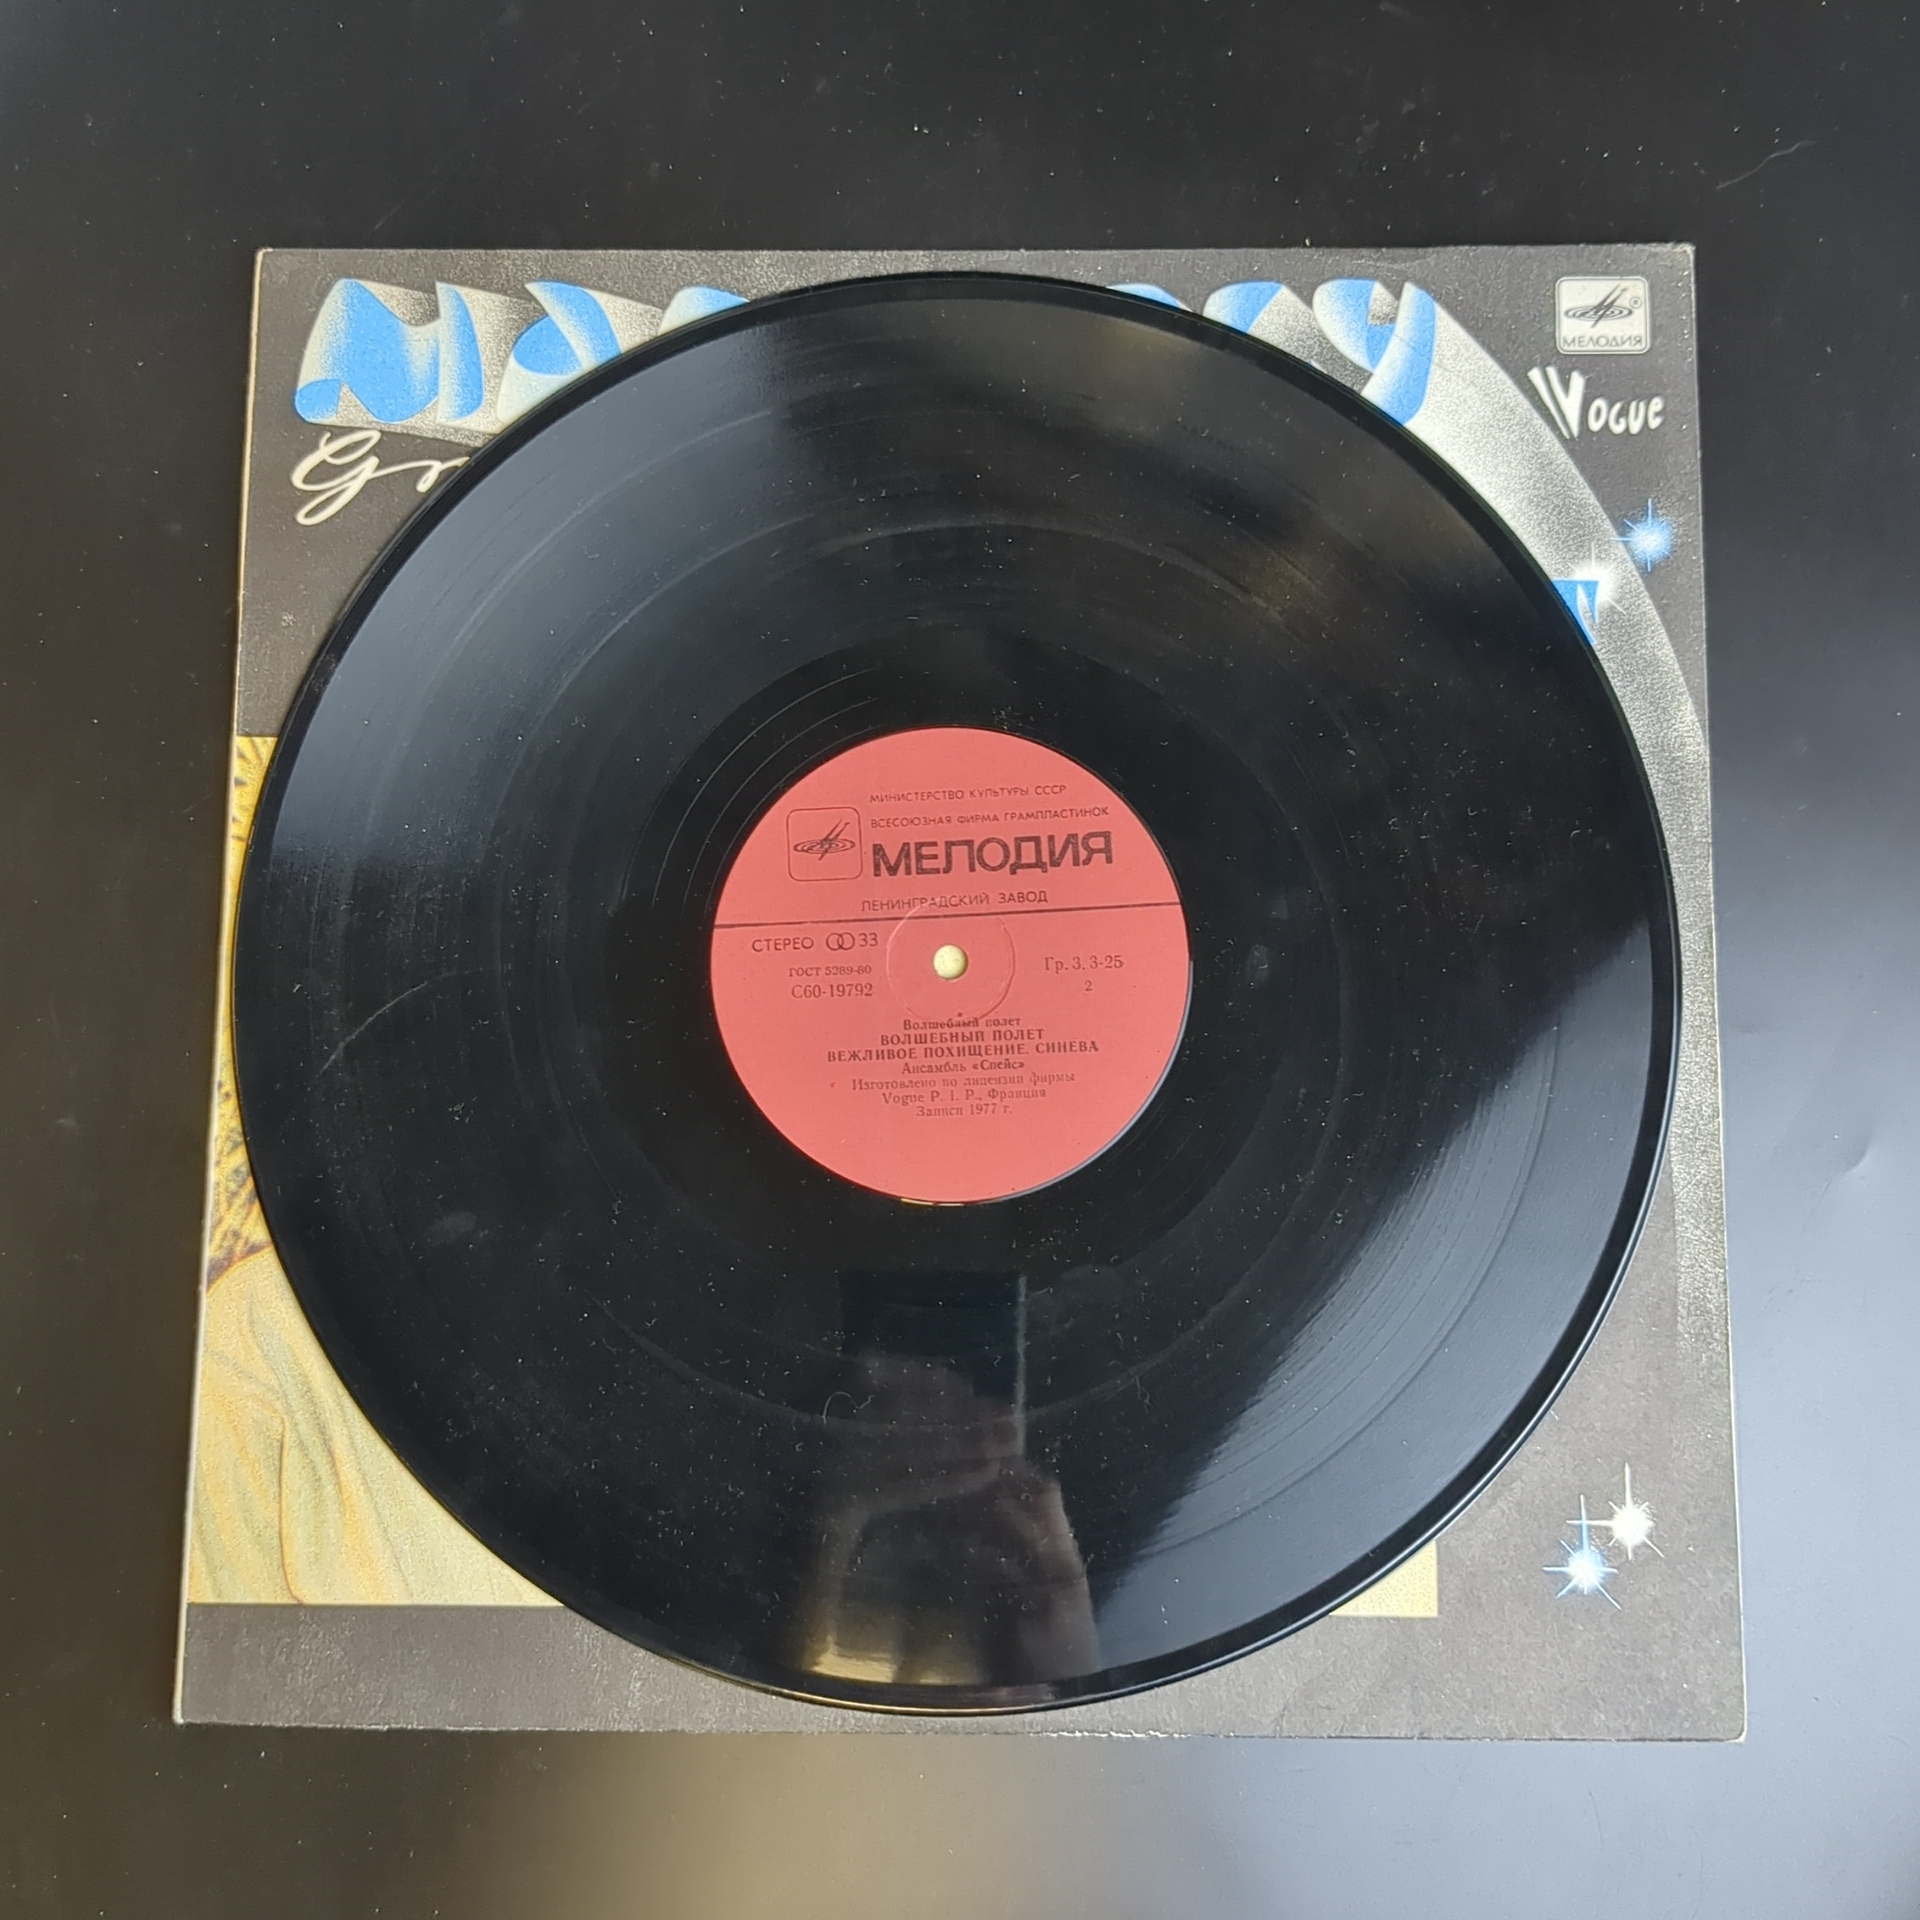 МЕЛОДИЯ
Vogue
МИНИСТЕРСТВО КУЛЬТУРЫ СССР
ВСЕСОЮЗНАЯ ФИРМА ГРАМПЛАСТИНОК
МЕЛОДИЯ
ЛЕНИНГРАДСКИЙ ЗАВОД
СТЕРЕО 33
ГОСТ 5289-80
С60-19792
Гр. 3. 3-25
2
Волшебный полет
ВОЛШЕБНЫЙ ПОЛЕТ
ВЕЖЛИВОЕ ПОХИЩЕНИЕ. СИНЕВА
Ансамбль «Спейс»
Изготовлено по лицензии фирмы
Vogue P. I. P., Франция
Записи 1977 г.